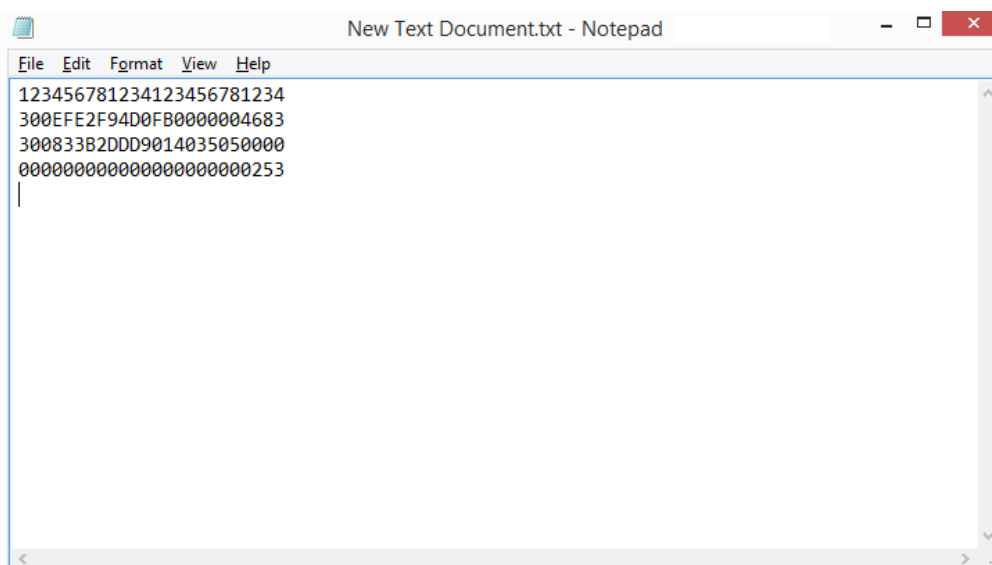 New Text Document.txt - Notepad
File Edit Format View Help
123456781234123456781234
300EFE2F94D0FB0000004683
300833B2DDD9014035050000
000000000000000000000253